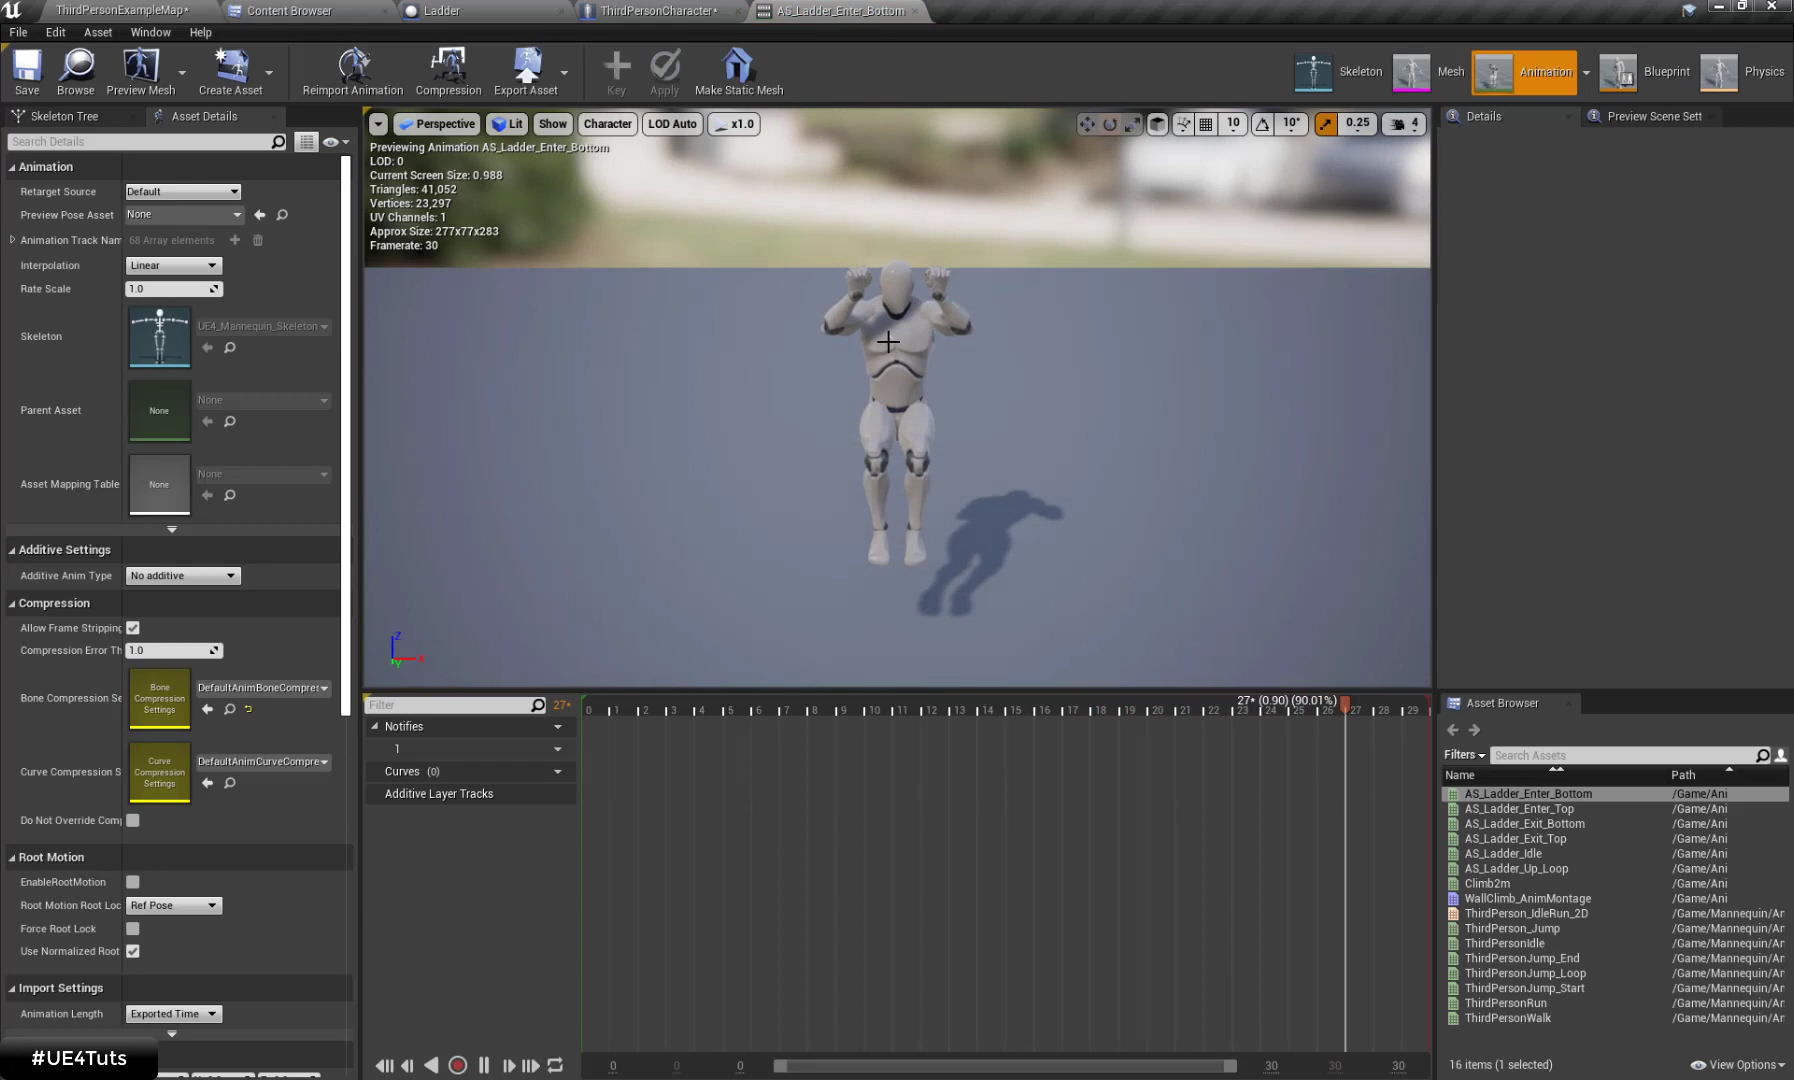 ThirdPersonExampleMap*
Content Browser
Ladder
ThirdPersonCharacter*
AS_Ladder_Enter_Bottom
File Edit Asset Window Help
Save
Browse
Preview Mesh
Create Asset
Reimport Animation
Compression
Export Asset
Key
Apply
Make Static Mesh
Skeleton
Mesh
Animation
Blueprint
Physics
Skeleton Tree
Asset Details
Search Details
Animation
Retarget Source Default
Preview Pose Asset None
Animation Track Nam 68 Array elements
Interpolation Linear
Rate Scale 1.0
Skeleton UE4_Mannequin_Skeleton
Parent Asset None None
Asset Mapping Table None None
Additive Settings
Additive Anim Type No additive
Compression
Allow Frame Stripping
Compression Error Th 1.0
Bone Compression Se
Bone
Compression
Settings
DefaultAnimBoneCompres
Curve Compression S
Curve
Compression
Settings
DefaultAnimCurveCompre
Do Not Override Comp
Root Motion
EnableRootMotion
Root Motion Root Loc Ref Pose
Force Root Lock
Use Normalized Root
Import Settings
Animation Length Exported Time
#UE4Tuts
Perspective Lit Show Character LOD Auto x1.0
10 10° 0.25 4
Previewing Animation AS_Ladder_Enter_Bottom
LOD: 0
Current Screen Size: 0.988
Triangles: 41,052
Vertices: 23,297
UV Channels: 1
Approx Size: 277x77x283
Framerate: 30
Z
X
Y
Filter 27*
Notifies
1
Curves (0)
Additive Layer Tracks
27* (0.90) (90.01%)
0 1 2 3 4 5 6 7 8 9 10 11 12 13 14 15 16 17 18 19 20 21 22 23 24 25 26 27 28 29
0 0 0 30 30 30
Details
Preview Scene Sett
Asset Browser
Filters Search Assets
Name Path
AS_Ladder_Enter_Bottom /Game/Ani
AS_Ladder_Enter_Top /Game/Ani
AS_Ladder_Exit_Bottom /Game/Ani
AS_Ladder_Exit_Top /Game/Ani
AS_Ladder_Idle /Game/Ani
AS_Ladder_Up_Loop /Game/Ani
Climb2m /Game/Ani
WallClimb_AnimMontage /Game/Ani
ThirdPerson_IdleRun_2D /Game/Mannequin/An
ThirdPerson_Jump /Game/Mannequin/An
ThirdPersonIdle /Game/Mannequin/An
ThirdPersonJump_End /Game/Mannequin/An
ThirdPersonJump_Loop /Game/Mannequin/An
ThirdPersonJump_Start /Game/Mannequin/An
ThirdPersonRun /Game/Mannequin/An
ThirdPersonWalk /Game/Mannequin/An
16 items (1 selected)
View Options